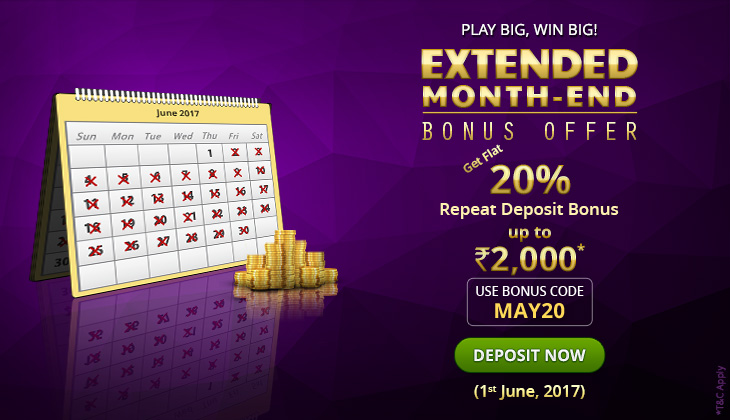 PLAY BIG, WIN BIG!
EXTENDED
MONTH-END
BONUS OFFER
Get Flat
20%
Repeat Deposit Bonus
up to
₹2,000*
USE BONUS CODE
MAY20
DEPOSIT NOW
(1st June, 2017)
*T&C Apply
June 2017
Sun Mon Tue Wed Thu Fri Sat
1 2 3
4 5 6 7 8 9 10
11 12 13 14 15 16 17
18 19 20 21 22 23 24
25 26 27 28 29 30
30